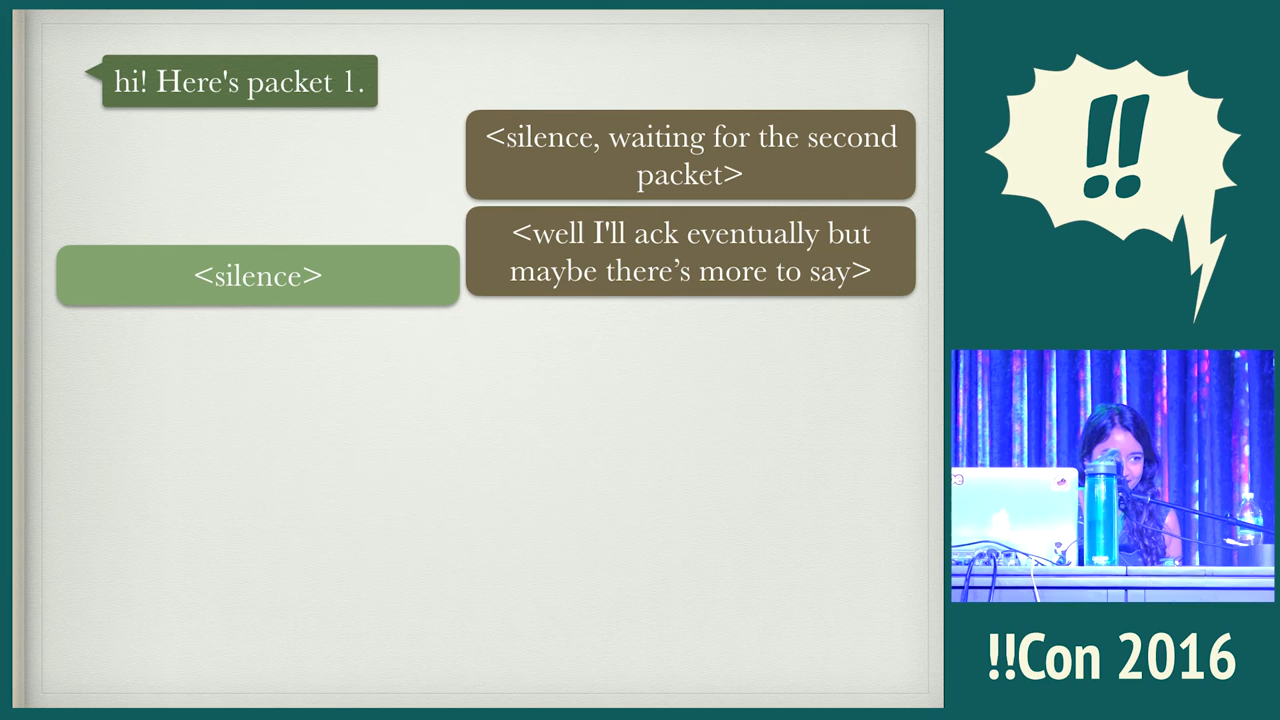 hi! Here's packet 1.
<silence, waiting for the second
packet>
<well I'll ack eventually but
maybe there’s more to say>
<silence>
!!
!!Con 2016